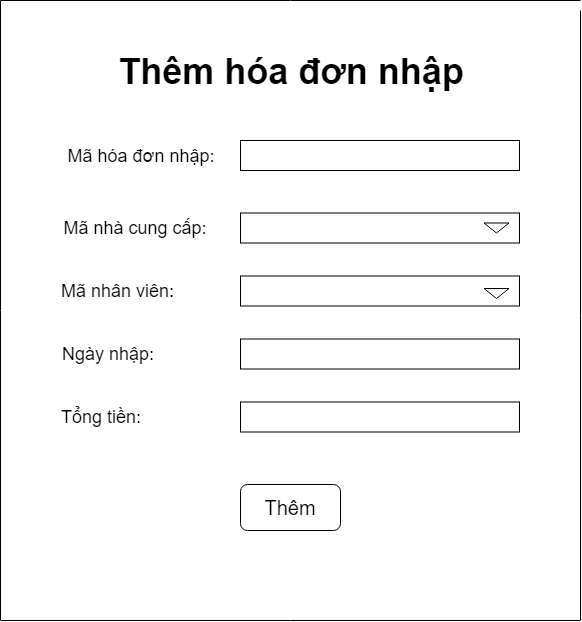 Thêm hóa đơn nhập
Mã hóa đơn nhập:
Mã nhà cung cấp:
Mã nhân viên:
Ngày nhập:
Tổng tiền:
Thêm